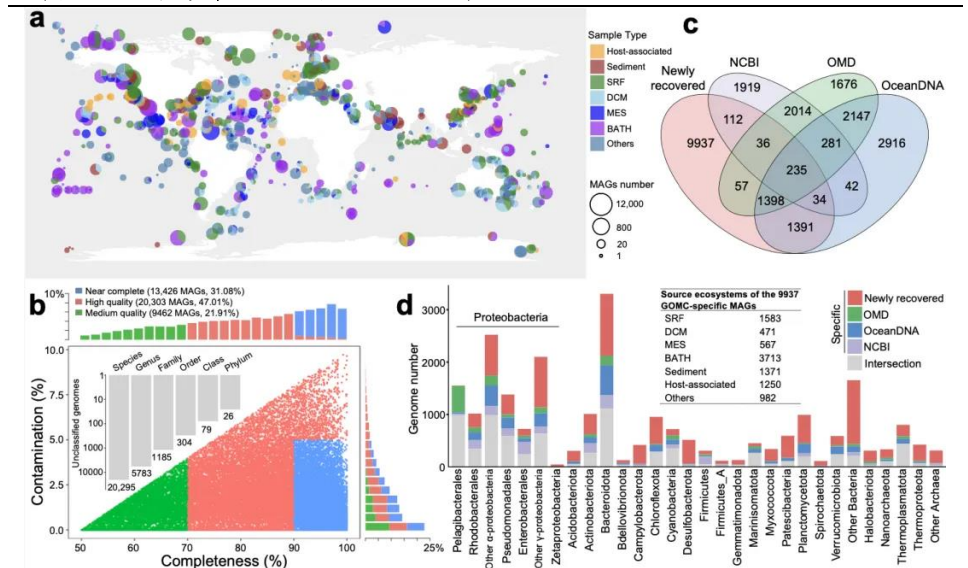 a
Sample Type
Host-associated
Sediment
SRF
DCM
MES
BATH
Others
MAGs number
12,000
800
20
1
c
Newly recovered
NCBI
OMD
OceanDNA
1919
1676
112
2014
2147
9937
36
281
2916
235
57
1398
34
42
1391
b
10%
Near complete (13,426 MAGs, 31.08%)
High quality (20,303 MAGs, 47.01%)
Medium quality (9462 MAGs, 21.91%)
Contamination (%)
10.0
7.5
5.0
2.5
0.0
Species
Genus
Family
Order
Class
Phylum
Unclassified genomes
1
10
100
1000
10000
20,295
5783
1185
304
79
26
50
60
70
80
90
100
25%
Completeness (%)
d
Genome number
3000
2000
1000
0
Proteobacteria
Source ecosystems of the 9937
GOMC-specific MAGs
SRF 1583
DCM 471
MES 567
BATH 3713
Sediment 1371
Host-associated 1250
Others 982
Specific
Newly recovered
OMD
OceanDNA
NCBI
Intersection
Pelagibacterales
Rhodobacterales
Other α-proteobacteria
Pseudomonadales
Enterobacterales
Other γ-proteobacteria
Zetaproteobacteria
Acidobacteriota
Actinobacteriota
Bacteroidota
Bdellovibrionota
Campylobacterota
Chloroflexota
Cyanobacteria
Desulfobacterota
Firmicutes
Firmicutes_A
Gemmatimonadota
Marinisomatota
Myxococcota
Patescibacteria
Planctomycetota
Spirochaetota
Verrucomicrobiota
Other Bacteria
Halobacteriota
Nanoarchaeota
Thermoplasmatota
Thermoproteota
Other Archaea